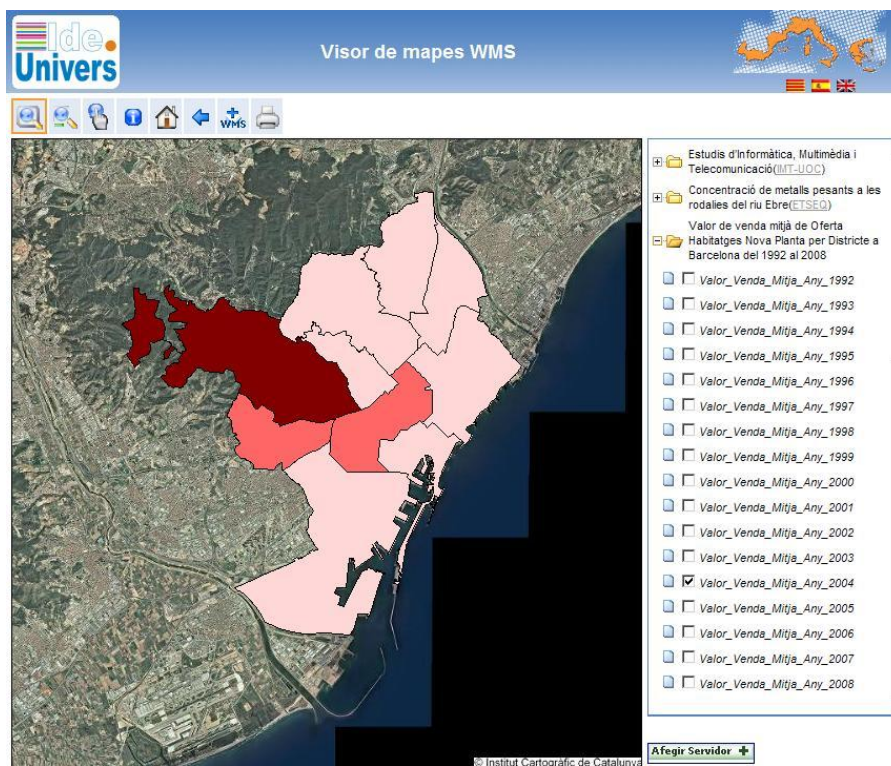 Ide.
Univers
Visor de mapes WMS
WMS
Estudis d'Informàtica, Multimèdia i
Telecomunicació(IMT-UOC)
Concentració de metalls pesants a les
rodalies del riu Ebre(ETSEQ)
Valor de venda mitjà de Oferta
Habitatges Nova Planta per Districte a
Barcelona del 1992 al 2008
Valor_Venda_Mitja_Any_1992
Valor_Venda_Mitja_Any_1993
Valor_Venda_Mitja_Any_1994
Valor_Venda_Mitja_Any_1995
Valor_Venda_Mitja_Any_1996
Valor_Venda_Mitja_Any_1997
Valor_Venda_Mitja_Any_1998
Valor_Venda_Mitja_Any_1999
Valor_Venda_Mitja_Any_2000
Valor_Venda_Mitja_Any_2001
Valor_Venda_Mitja_Any_2002
Valor_Venda_Mitja_Any_2003
Valor_Venda_Mitja_Any_2004
Valor_Venda_Mitja_Any_2005
Valor_Venda_Mitja_Any_2006
Valor_Venda_Mitja_Any_2007
Valor_Venda_Mitja_Any_2008
© Institut Cartogràfic de Catalunya
Afegir Servidor